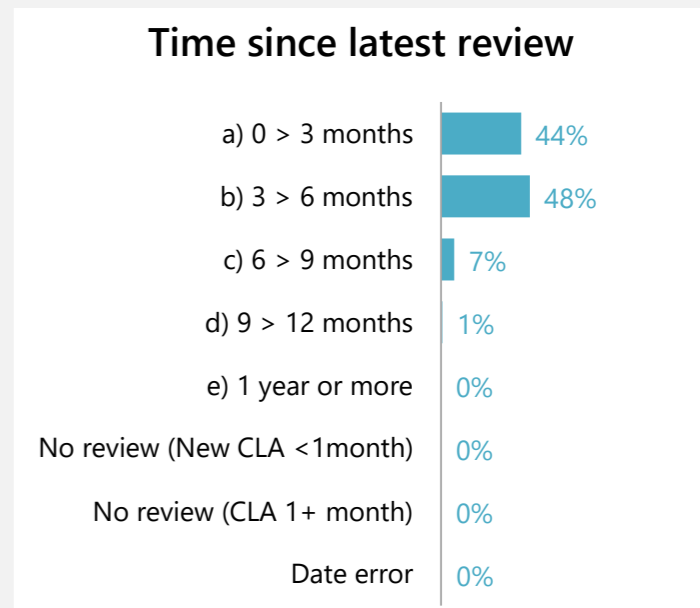 Time since latest review
a) 0 > 3 months 44%
b) 3 > 6 months 48%
c) 6 > 9 months 7%
d) 9 > 12 months 1%
e) 1 year or more 0%
No review (New CLA <1month) 0%
No review (CLA 1+ month) 0%
Date error 0%